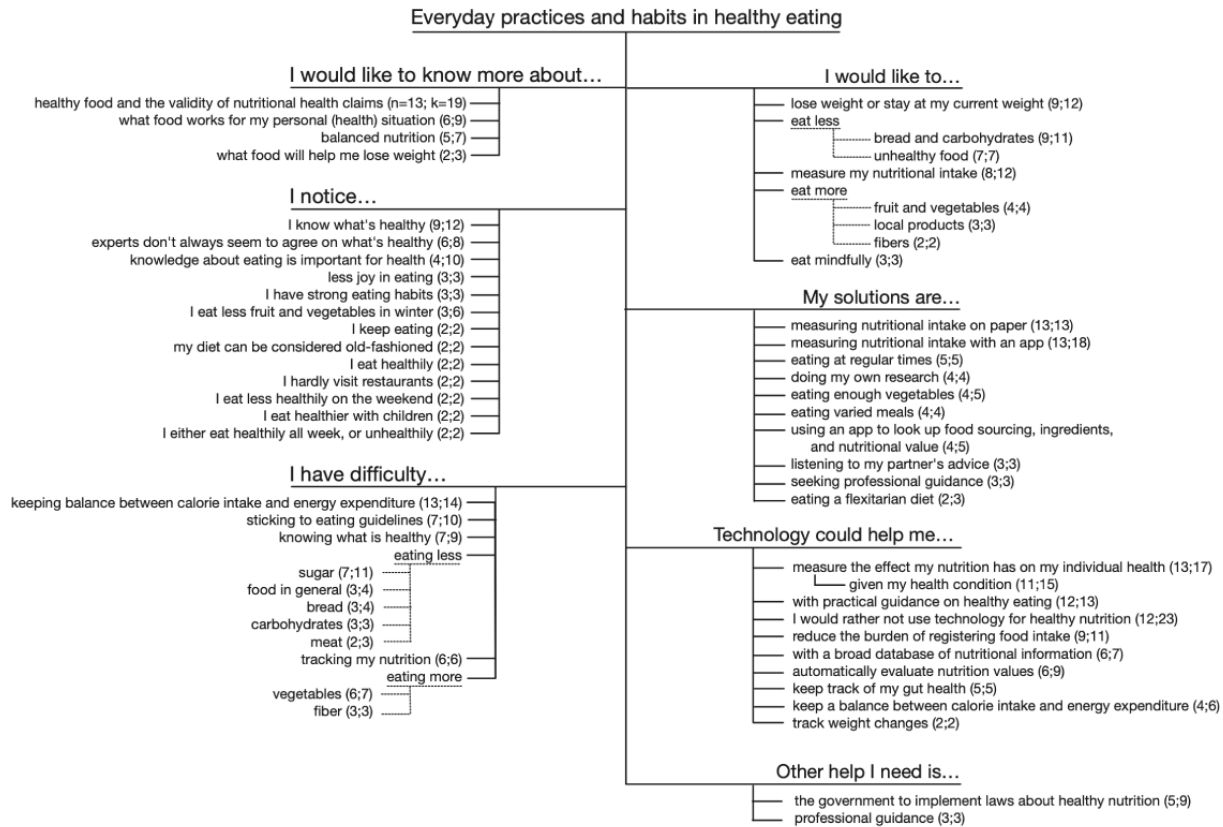 Everyday practices and habits in healthy eating
I would like to know more about...
healthy food and the validity of nutritional health claims (n=13; k=19)
what food works for my personal (health) situation (6;9)
balanced nutrition (5;7)
what food will help me lose weight (2;3)
I notice...
I know what's healthy (9;12)
experts don't always seem to agree on what's healthy (6;8)
knowledge about eating is important for health (4;10)
less joy in eating (3;3)
I have strong eating habits (3;3)
I eat less fruit and vegetables in winter (3;6)
I keep eating (2;2)
my diet can be considered old-fashioned (2;2)
I eat healthily (2;2)
I hardly visit restaurants (2;2)
I eat less healthily on the weekend (2;2)
I eat healthier with children (2;2)
I either eat healthily all week, or unhealthily (2;2)
I have difficulty...
keeping balance between calorie intake and energy expenditure (13;14)
sticking to eating guidelines (7;10)
knowing what is healthy (7;9)
eating less
sugar (7;11)
food in general (3;4)
bread (3;4)
carbohydrates (3;3)
meat (2;3)
tracking my nutrition (6;6)
eating more
vegetables (6;7)
fiber (3;3)
I would like to...
lose weight or stay at my current weight (9;12)
eat less
bread and carbohydrates (9;11)
unhealthy food (7;7)
measure my nutritional intake (8;12)
eat more
fruit and vegetables (4;4)
local products (3;3)
fibers (2;2)
eat mindfully (3;3)
My solutions are...
measuring nutritional intake on paper (13;13)
measuring nutritional intake with an app (13;18)
eating at regular times (5;5)
doing my own research (4;4)
eating enough vegetables (4;5)
eating varied meals (4;4)
using an app to look up food sourcing, ingredients,
and nutritional value (4;5)
listening to my partner's advice (3;3)
seeking professional guidance (3;3)
eating a flexitarian diet (2;3)
Technology could help me...
measure the effect my nutrition has on my individual health (13;17)
given my health condition (11;15)
with practical guidance on healthy eating (12;13)
I would rather not use technology for healthy nutrition (12;23)
reduce the burden of registering food intake (9;11)
with a broad database of nutritional information (6;7)
automatically evaluate nutrition values (6;9)
keep track of my gut health (5;5)
keep a balance between calorie intake and energy expenditure (4;6)
track weight changes (2;2)
Other help I need is...
the government to implement laws about healthy nutrition (5;9)
professional guidance (3;3)